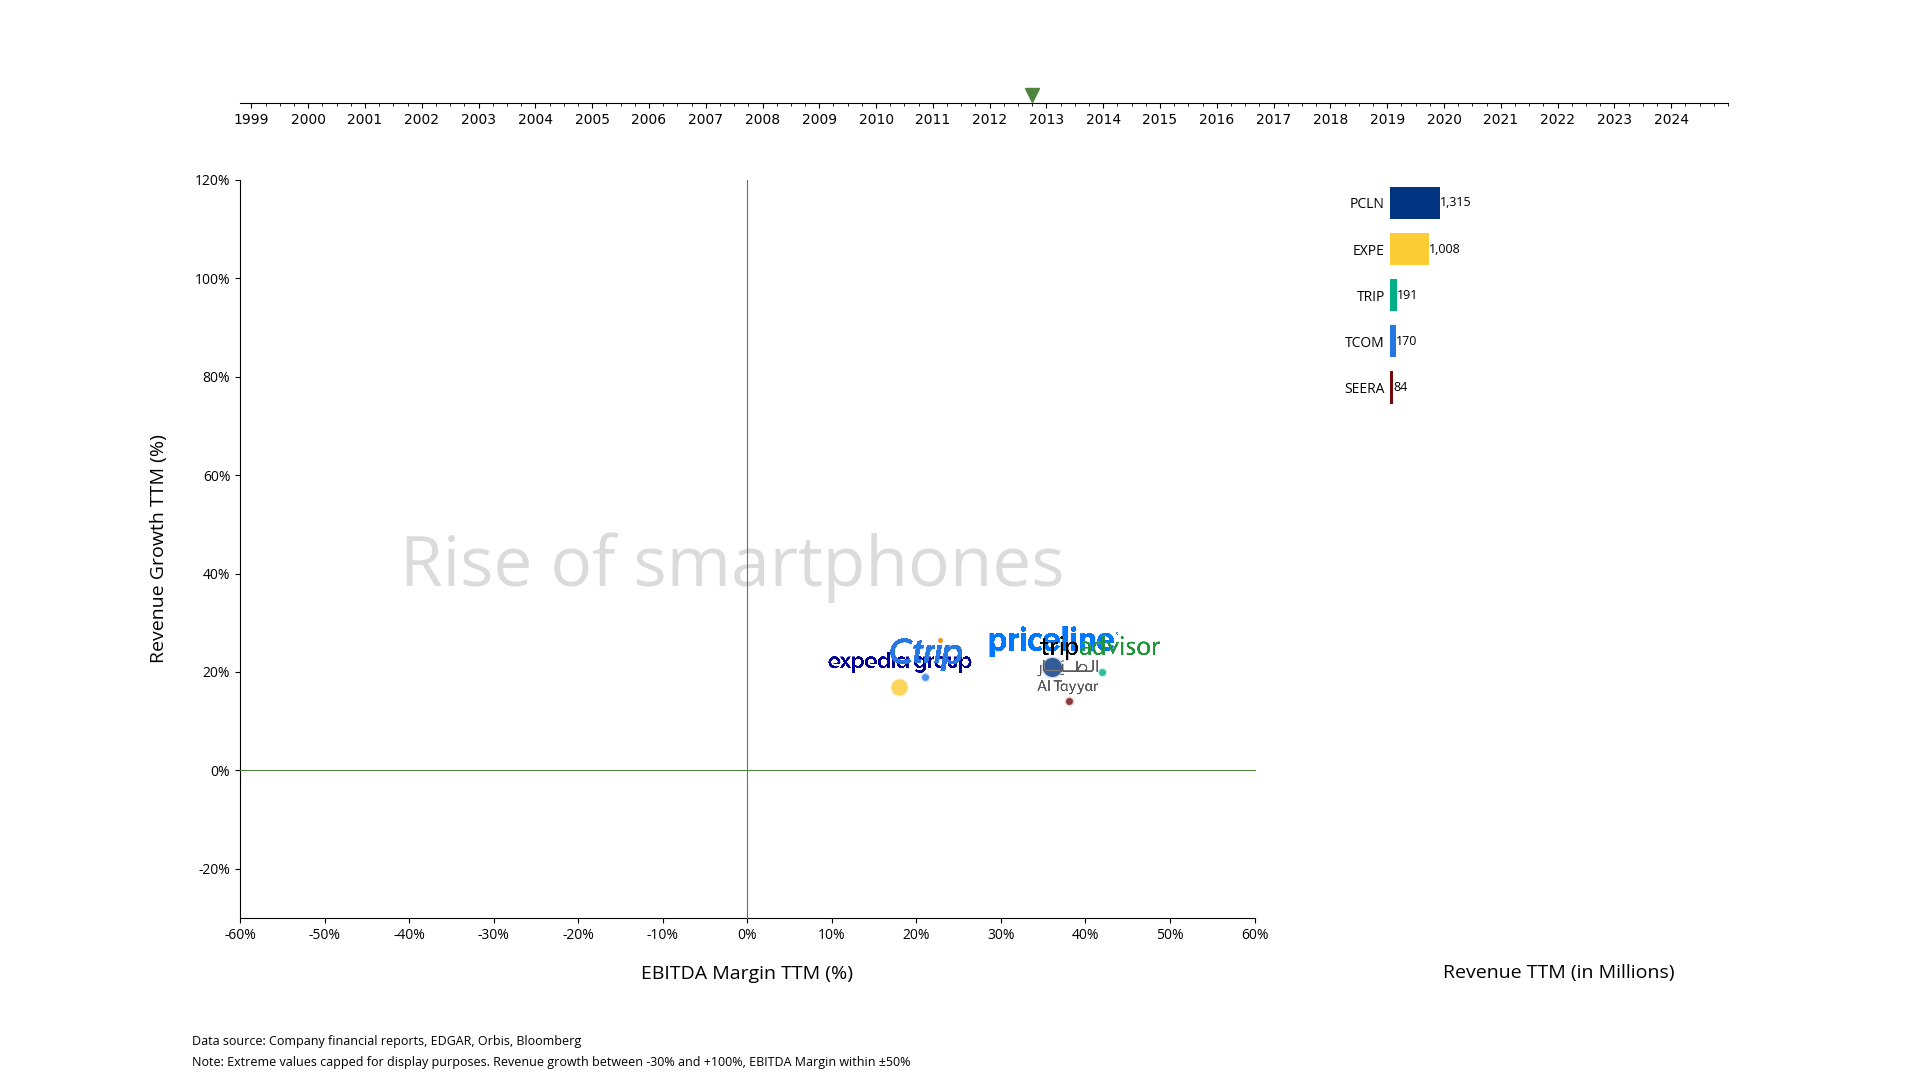 1999 2000 2001 2002 2003 2004 2005 2006 2007 2008 2009 2010 2011 2012 2013 2014 2015 2016 2017 2018 2019 2020 2021 2022 2023 2024
120%
100%
80%
60%
40%
20%
0%
-20%
Revenue Growth TTM (%)
Rise of smartphones
priceline
tripadvisor
Ctrip
expedia group
Al Tayyar
-60% -50% -40% -30% -20% -10% 0% 10% 20% 30% 40% 50% 60%
EBITDA Margin TTM (%)
PCLN 1,315
EXPE 1,008
TRIP 191
TCOM 170
SEERA 84
Revenue TTM (in Millions)
Data source: Company financial reports, EDGAR, Orbis, Bloomberg
Note: Extreme values capped for display purposes. Revenue growth between -30% and +100%, EBITDA Margin within ±50%